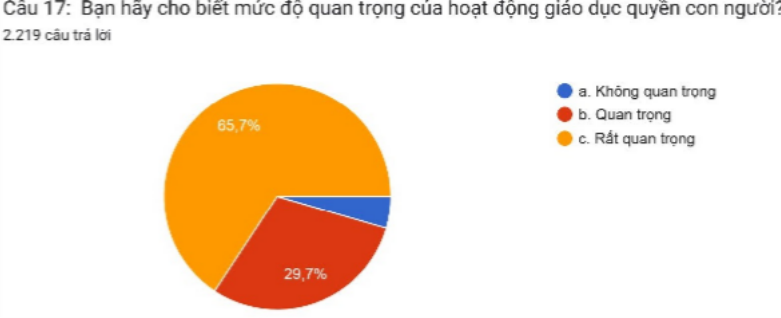 Câu 17: Bạn hãy cho biết mức độ quan trọng của hoạt động giáo dục quyền con người?
2.219 câu trả lời
65,7%
a. Không quan trọng
b. Quan trọng
c. Rất quan trọng
29,7%